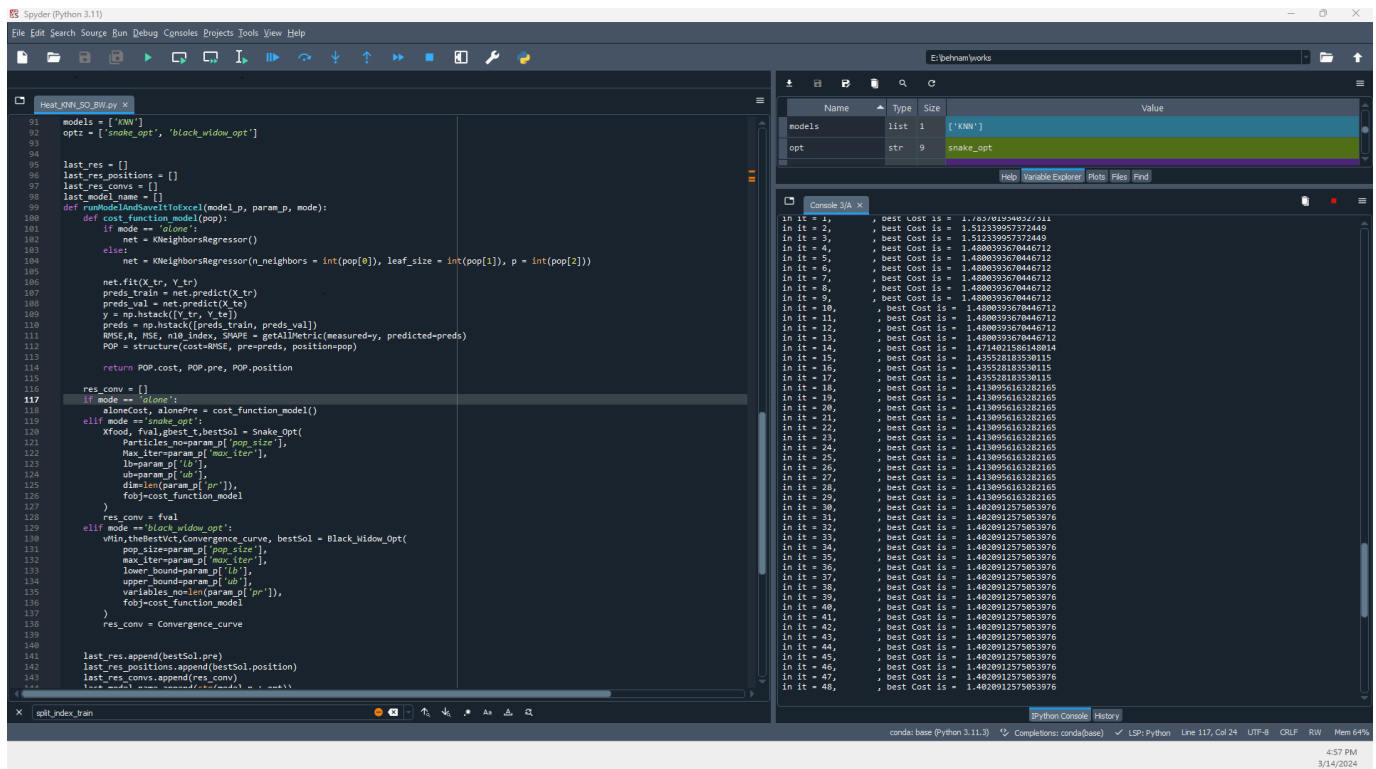 Spyder (Python 3.11)
File Edit Search Source Run Debug Consoles Projects Tools View Help
E:\behnam\works
Heat_KNN_SO_BW.py
91 models = ['KNN']
92 optz = ['snake_opt', 'black_widow_opt']
93
94
95 last_res = []
96 last_res_positions = []
97 last_res_convs = []
98 last_model_name = []
99 def runModelAndSaveItToExcel(model_p, param_p, mode):
100 def cost_function_model(pop):
101 if mode == 'alone':
102 net = KNeighborsRegressor()
103 else:
104 net = KNeighborsRegressor(n_neighbors = int(pop[0]), leaf_size = int(pop[1]), p = int(pop[2]))
105
106 net.fit(X_tr, Y_tr)
107 preds_train = net.predict(X_tr)
108 preds_val = net.predict(X_te)
109 y = np.hstack([Y_tr, Y_te])
110 preds = np.hstack([preds_train, preds_val])
111 RMSE,R, MSE, n10_index, SMAPE = getAllMetric(measured=y, predicted=preds)
112 POP = structure(cost=RMSE, pre=preds, position=pop)
113
114 return POP.cost, POP.pre, POP.position
115
116 res_conv = []
117 if mode == 'alone':
118 aloneCost, alonePre = cost_function_model()
119 elif mode =='snake_opt':
120 Xfood, fval,gbest_t,bestSol = Snake_Opt(
121 Particles_no=param_p['pop_size'],
122 Max_iter=param_p['max_iter'],
123 lb=param_p['lb'],
124 ub=param_p['ub'],
125 dim=len(param_p['pr']),
126 fobj=cost_function_model
127 )
128 res_conv = fval
129 elif mode =='black_widow_opt':
130 vMin,theBestVct,Convergence_curve, bestSol = Black_Widow_Opt(
131 pop_size=param_p['pop_size'],
132 max_iter=param_p['max_iter'],
133 lower_bound=param_p['lb'],
134 upper_bound=param_p['ub'],
135 variables_no=len(param_p['pr']),
136 fobj=cost_function_model
137 )
138 res_conv = Convergence_curve
139
140
141 last_res.append(bestSol.pre)
142 last_res_positions.append(bestSol.position)
143 last_res_convs.append(res_conv)
split_index_train
Aa
Name Type Size Value
models list 1 ['KNN']
opt str 9 snake_opt
Help Variable Explorer Plots Files Find
Console 3/A
in it = 1, , best Cost is = 1.7837019340327311
in it = 2, , best Cost is = 1.512339957372449
in it = 3, , best Cost is = 1.512339957372449
in it = 4, , best Cost is = 1.4800393670446712
in it = 5, , best Cost is = 1.4800393670446712
in it = 6, , best Cost is = 1.4800393670446712
in it = 7, , best Cost is = 1.4800393670446712
in it = 8, , best Cost is = 1.4800393670446712
in it = 9, , best Cost is = 1.4800393670446712
in it = 10, , best Cost is = 1.4800393670446712
in it = 11, , best Cost is = 1.4800393670446712
in it = 12, , best Cost is = 1.4800393670446712
in it = 13, , best Cost is = 1.4800393670446712
in it = 14, , best Cost is = 1.4714021586148014
in it = 15, , best Cost is = 1.435528183530115
in it = 16, , best Cost is = 1.435528183530115
in it = 17, , best Cost is = 1.435528183530115
in it = 18, , best Cost is = 1.4130956163282165
in it = 19, , best Cost is = 1.4130956163282165
in it = 20, , best Cost is = 1.4130956163282165
in it = 21, , best Cost is = 1.4130956163282165
in it = 22, , best Cost is = 1.4130956163282165
in it = 23, , best Cost is = 1.4130956163282165
in it = 24, , best Cost is = 1.4130956163282165
in it = 25, , best Cost is = 1.4130956163282165
in it = 26, , best Cost is = 1.4130956163282165
in it = 27, , best Cost is = 1.4130956163282165
in it = 28, , best Cost is = 1.4130956163282165
in it = 29, , best Cost is = 1.4130956163282165
in it = 30, , best Cost is = 1.4020912575053976
in it = 31, , best Cost is = 1.4020912575053976
in it = 32, , best Cost is = 1.4020912575053976
in it = 33, , best Cost is = 1.4020912575053976
in it = 34, , best Cost is = 1.4020912575053976
in it = 35, , best Cost is = 1.4020912575053976
in it = 36, , best Cost is = 1.4020912575053976
in it = 37, , best Cost is = 1.4020912575053976
in it = 38, , best Cost is = 1.4020912575053976
in it = 39, , best Cost is = 1.4020912575053976
in it = 40, , best Cost is = 1.4020912575053976
in it = 41, , best Cost is = 1.4020912575053976
in it = 42, , best Cost is = 1.4020912575053976
in it = 43, , best Cost is = 1.4020912575053976
in it = 44, , best Cost is = 1.4020912575053976
in it = 45, , best Cost is = 1.4020912575053976
in it = 46, , best Cost is = 1.4020912575053976
in it = 47, , best Cost is = 1.4020912575053976
in it = 48, , best Cost is = 1.4020912575053976
IPython Console History
conda: base (Python 3.11.3) Completions: conda(base) LSP: Python Line 117, Col 24 UTF-8 CRLF RW Mem 64%
4:57 PM
3/14/2024